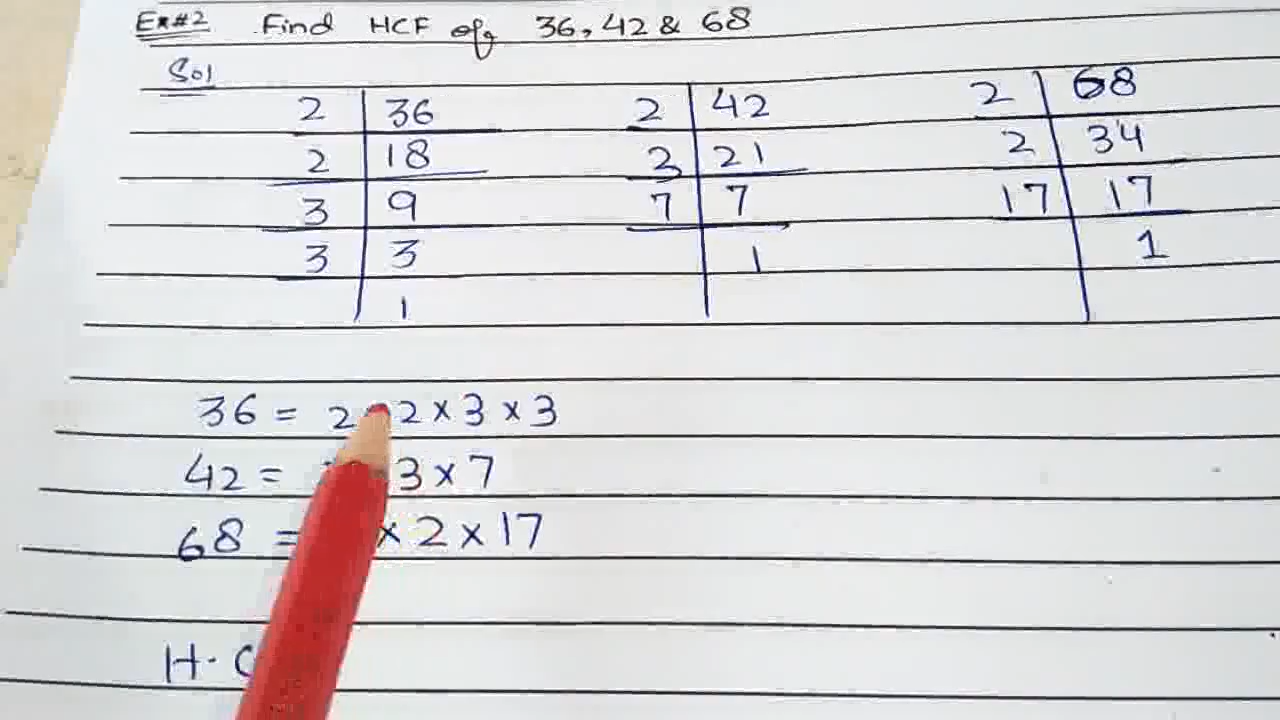 Ex#2 Find HCF of 36, 42 & 68
Sol
2 36 2 42 2 68
2 18 3 21 2 34
3 9 7 7 17 17
3 3 1 1
1
36 = 2 × 2 × 3 × 3
42 = 3 × 7
68 = × 2 × 17
H.C